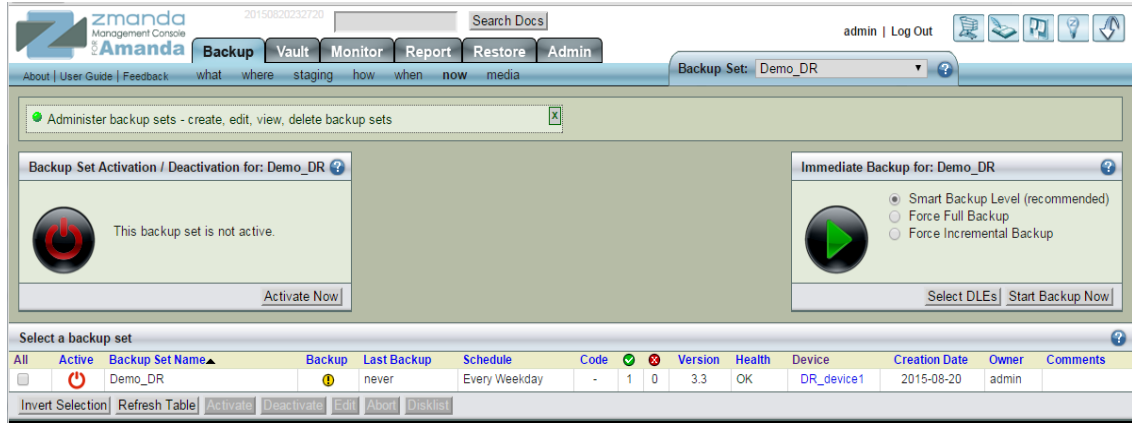 zmanda
Management Console
FOR Amanda
20150820232720
Search Docs
admin | Log Out
Backup Vault Monitor Report Restore Admin
Backup Set: Demo_DR
About | User Guide | Feedback what where staging how when now media
Administer backup sets - create, edit, view, delete backup sets x
Backup Set Activation / Deactivation for: Demo_DR ?
This backup set is not active.
Activate Now
Immediate Backup for: Demo_DR ?
Smart Backup Level (recommended)
Force Full Backup
Force Incremental Backup
Select DLEs Start Backup Now
Select a backup set ?
All Active Backup Set Name Backup Last Backup Schedule Code Version Health Device Creation Date Owner Comments
Demo_DR never Every Weekday - 1 0 3.3 OK DR_device1 2015-08-20 admin
Invert Selection Refresh Table Activate Deactivate Edit Abort Disklist